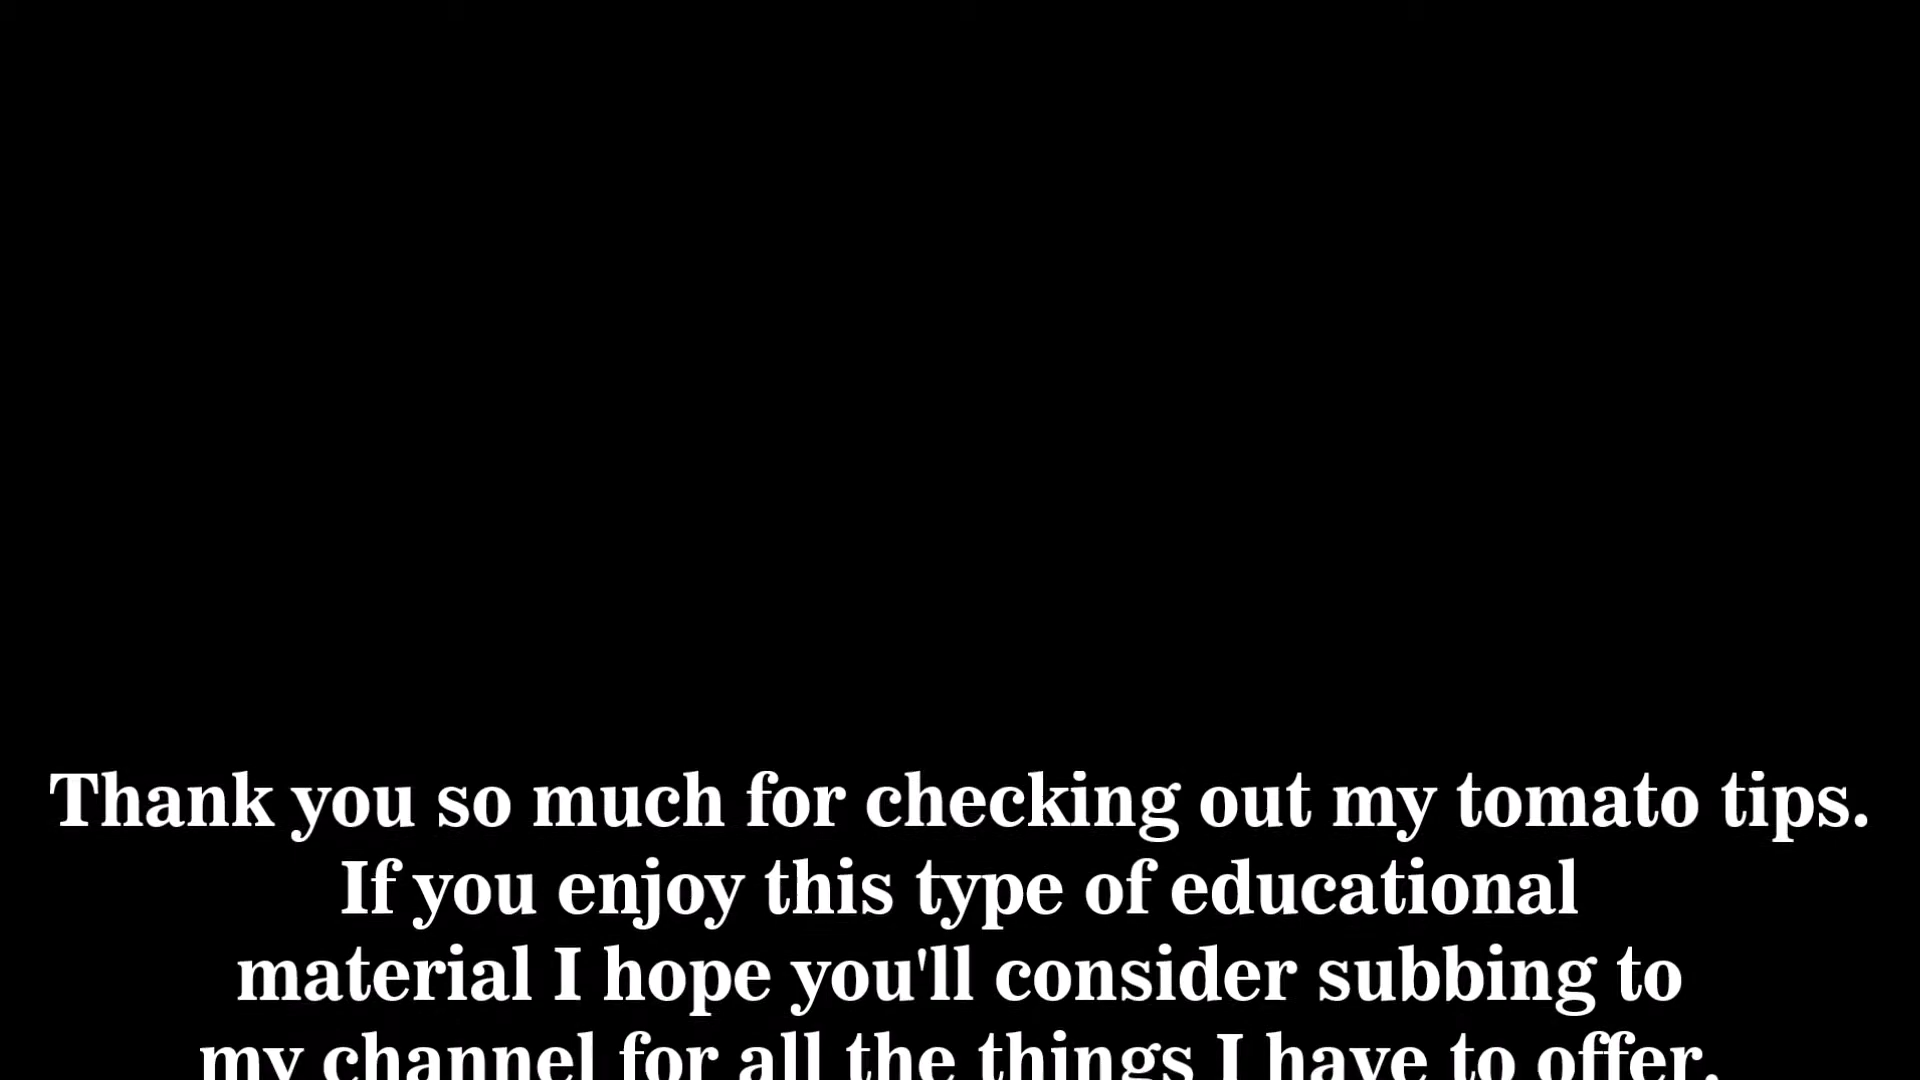 Thank you so much for checking out my tomato tips.
If you enjoy this type of educational
material I hope you'll consider subbing to
my channel for all the things I have to offer.